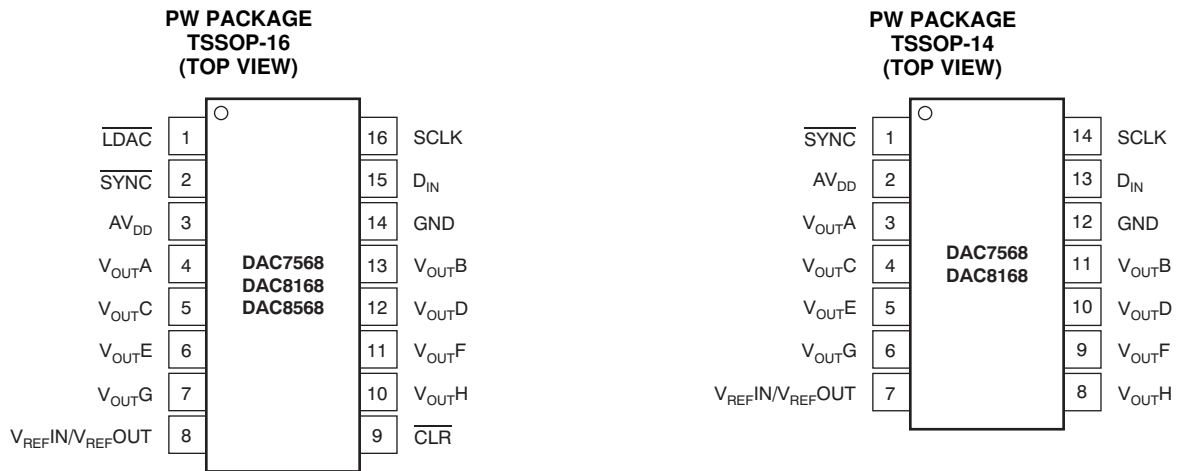 PW PACKAGE
TSSOP-16
(TOP VIEW)
LDAC 1 16 SCLK
SYNC 2 15 DIN
AVDD 3 14 GND
VOUTA 4 DAC7568 13 VOUTB
DAC8168
VOUTC 5 DAC8568 12 VOUTD
VOUTE 6 11 VOUTF
VOUTG 7 10 VOUTH
VREFIN/VREFOUT 8 9 CLR
PW PACKAGE
TSSOP-14
(TOP VIEW)
SYNC 1 14 SCLK
AVDD 2 13 DIN
VOUTA 3 12 GND
DAC7568
VOUTC 4 DAC8168 11 VOUTB
VOUTE 5 10 VOUTD
VOUTG 6 9 VOUTF
VREFIN/VREFOUT 7 8 VOUTH